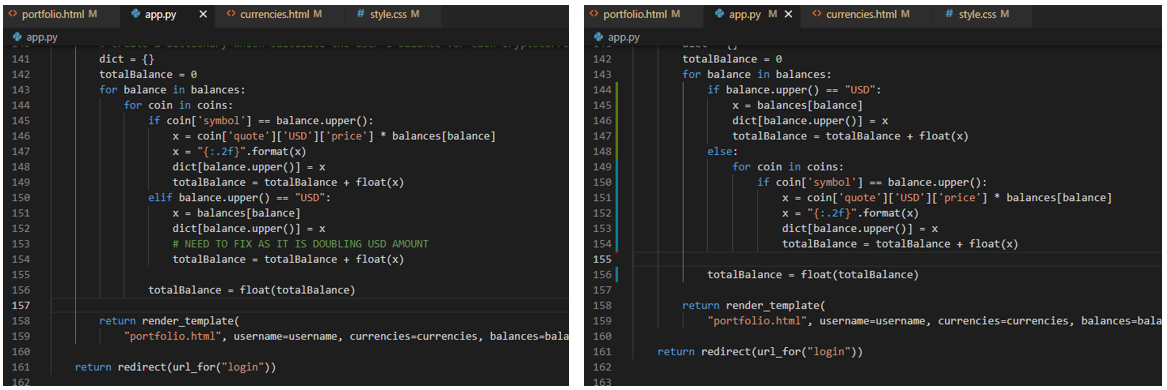 portfolio.html M app.py × currencies.html M style.css M
app.py
141 dict = {}
142 totalBalance = 0
143 for balance in balances:
144 for coin in coins:
145 if coin['symbol'] == balance.upper():
146 x = coin['quote']['USD']['price'] * balances[balance]
147 x = "{:.2f}".format(x)
148 dict[balance.upper()] = x
149 totalBalance = totalBalance + float(x)
150 elif balance.upper() == "USD":
151 x = balances[balance]
152 dict[balance.upper()] = x
153 # NEED TO FIX AS IT IS DOUBLING USD AMOUNT
154 totalBalance = totalBalance + float(x)
155
156 totalBalance = float(totalBalance)
157
158 return render_template(
159 "portfolio.html", username=username, currencies=currencies, balances=bala
160
161 return redirect(url_for("login"))
162
portfolio.html M app.py M × currencies.html M # style.css M
app.py
dict = {}
142 totalBalance = 0
143 for balance in balances:
144 if balance.upper() == "USD":
145 x = balances[balance]
146 dict[balance.upper()] = x
147 totalBalance = totalBalance + float(x)
148 else:
149 for coin in coins:
150 if coin['symbol'] == balance.upper():
151 x = coin['quote']['USD']['price'] * balances[balance]
152 x = "{:.2f}".format(x)
153 dict[balance.upper()] = x
154 totalBalance = totalBalance + float(x)
155
156 totalBalance = float(totalBalance)
157
158 return render_template(
159 "portfolio.html", username=username, currencies=currencies, balances=bala
160
161 return redirect(url_for("login"))
162
163